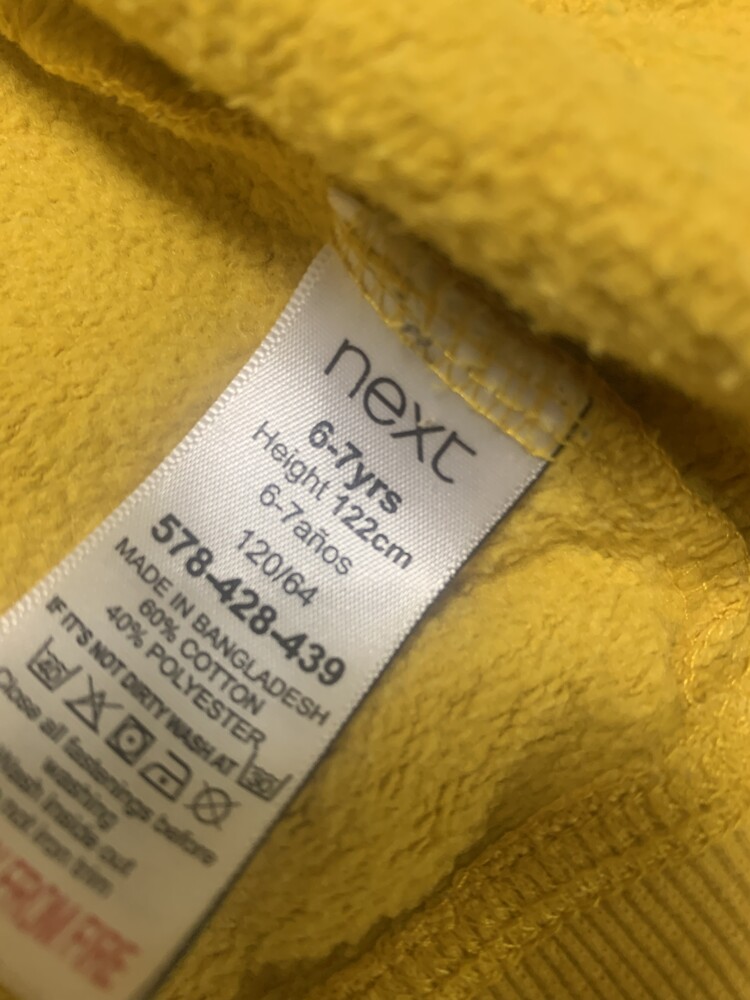 next
6-7yrs
Height 122cm
6-7años
120/64
578-428-439
MADE IN BANGLADESH
60% COTTON
40% POLYESTER
IF IT'S NOT DIRTY WASH AT 30
Close all fastenings before
washing
Wash inside out
not iron trim
FROM FIRE